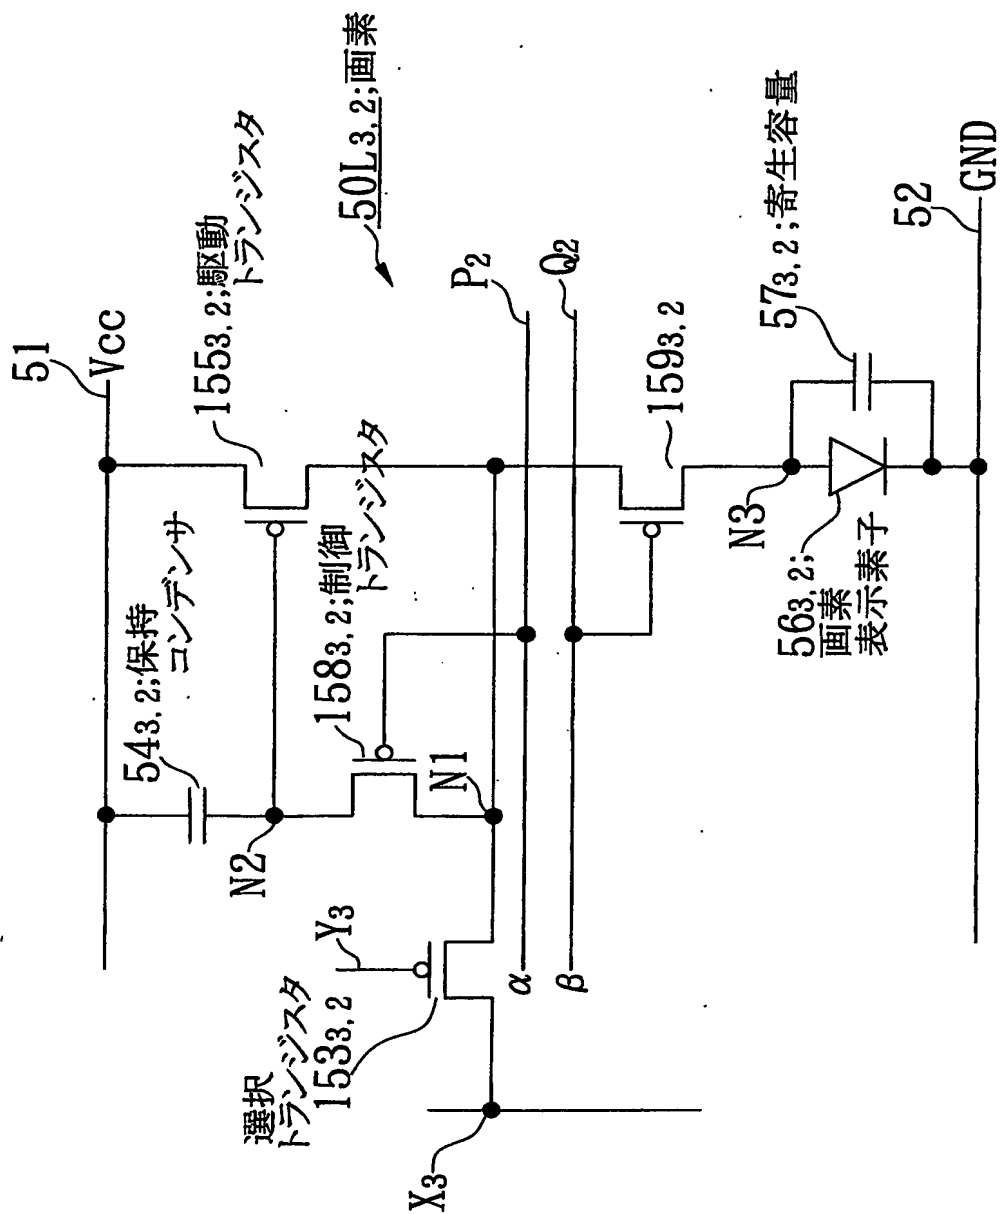 51
Vcc
155₃,₂;駆動
トランジスタ
50L₃,₂;画素
54₃,₂;保持
コンデンサ
158₃,₂;制御
トランジスタ
P₂
Q₂
N2
N1
選択
トランジスタ
153₃,₂
Y₃
X₃
α
β
159₃,₂
N3
56₃,₂;
画素
表示素子
57₃,₂;寄生容量
52
GND